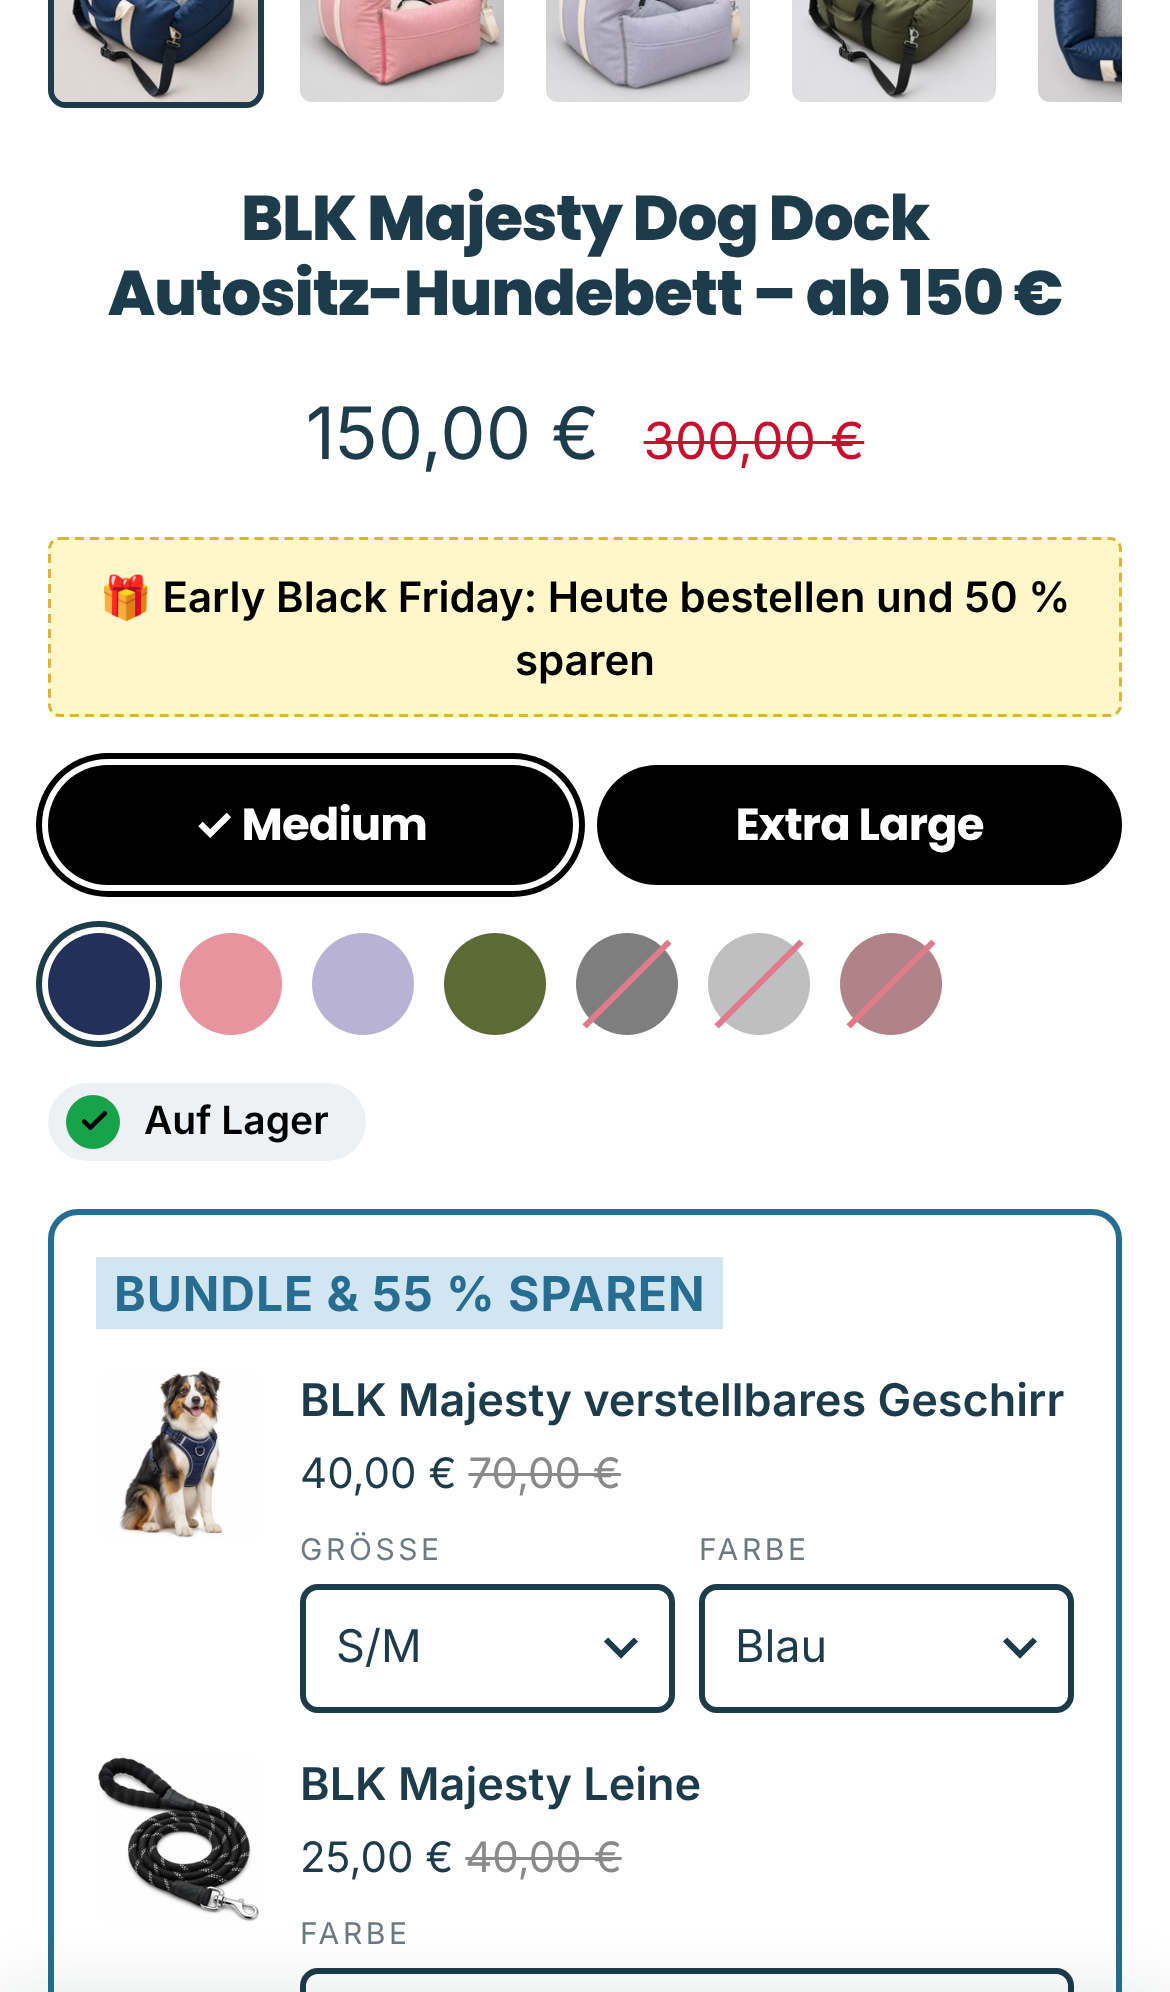 BLK Majesty Dog Dock
Autositz-Hundebett – ab 150 €
150,00 € 300,00 €
🎁 Early Black Friday: Heute bestellen und 50 %
sparen
✓ Medium
Extra Large
Auf Lager
BUNDLE & 55 % SPAREN
BLK Majesty verstellbares Geschirr
40,00 € 70,00 €
GRÖSSE
FARBE
S/M
Blau
BLK Majesty Leine
25,00 € 40,00 €
FARBE